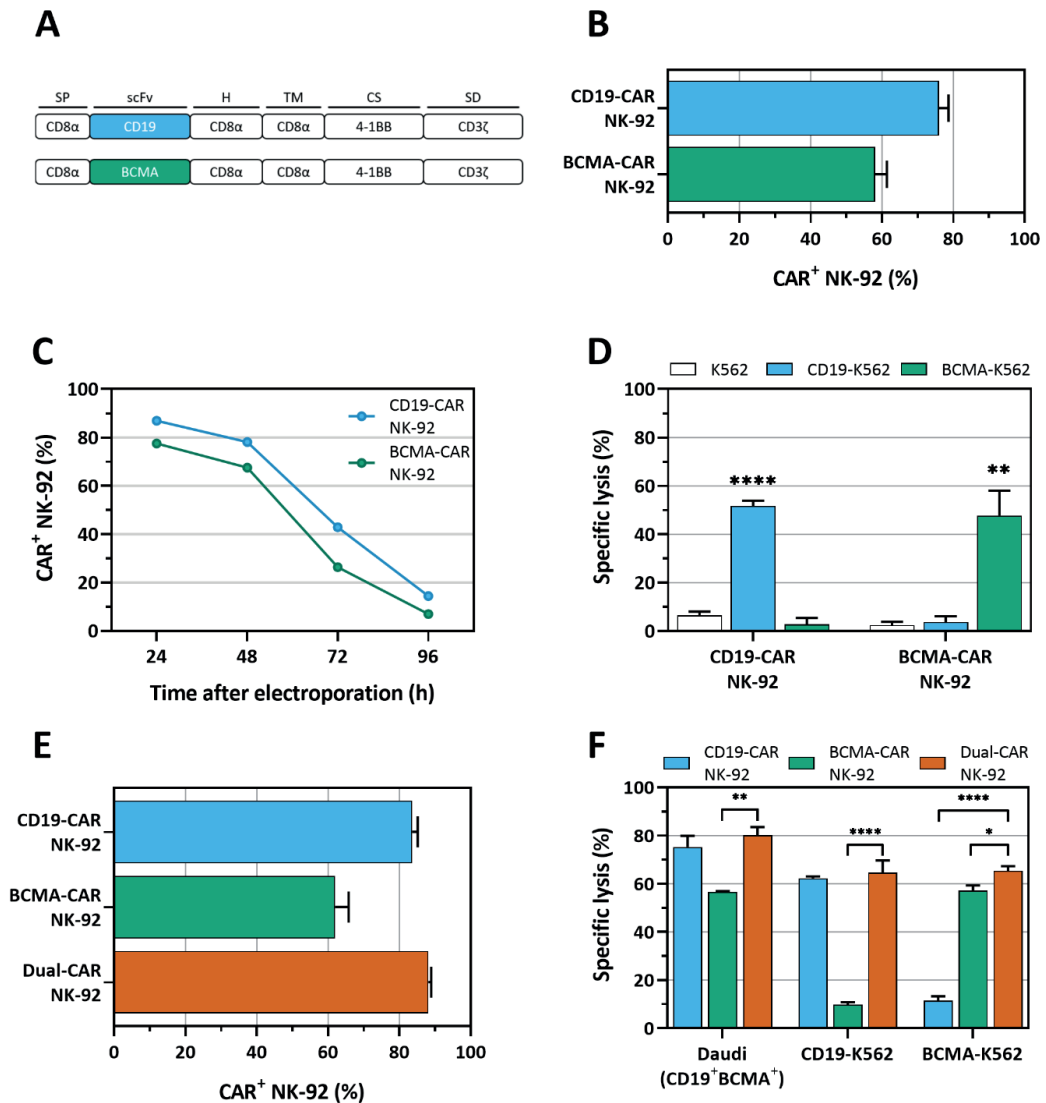 A
SP scFv H TM CS SD
CD8α CD19 CD8α CD8α 4-1BB CD3ζ
CD8α BCMA CD8α CD8α 4-1BB CD3ζ
B
CD19-CAR
NK-92
BCMA-CAR
NK-92
0 20 40 60 80 100
CAR+ NK-92 (%)
C
CAR+ NK-92 (%)
100
80
60
40
20
0
CD19-CAR
NK-92
BCMA-CAR
NK-92
24 48 72 96
Time after electroporation (h)
D
K562 CD19-K562 BCMA-K562
Specific lysis (%)
100
80
60
40
20
0
**** **
CD19-CAR
NK-92
BCMA-CAR
NK-92
E
CD19-CAR
NK-92
BCMA-CAR
NK-92
Dual-CAR
NK-92
0 20 40 60 80 100
CAR+ NK-92 (%)
F
CD19-CAR
NK-92
BCMA-CAR
NK-92
Dual-CAR
NK-92
Specific lysis (%)
100
80
60
40
20
0
** **** **** *
Daudi
(CD19+BCMA+)
CD19-K562
BCMA-K562